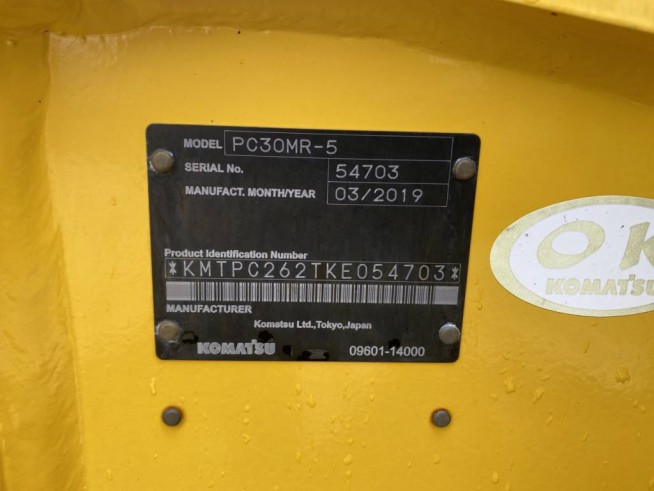 MODEL PC30MR-5
SERIAL No. 54703
MANUFACT. MONTH/YEAR 03/2019
Product Identification Number
*KMTPC262TKE054703*
MANUFACTURER
Komatsu Ltd.,Tokyo,Japan
KOMATSU 09601-14000
OK
KOMATSU